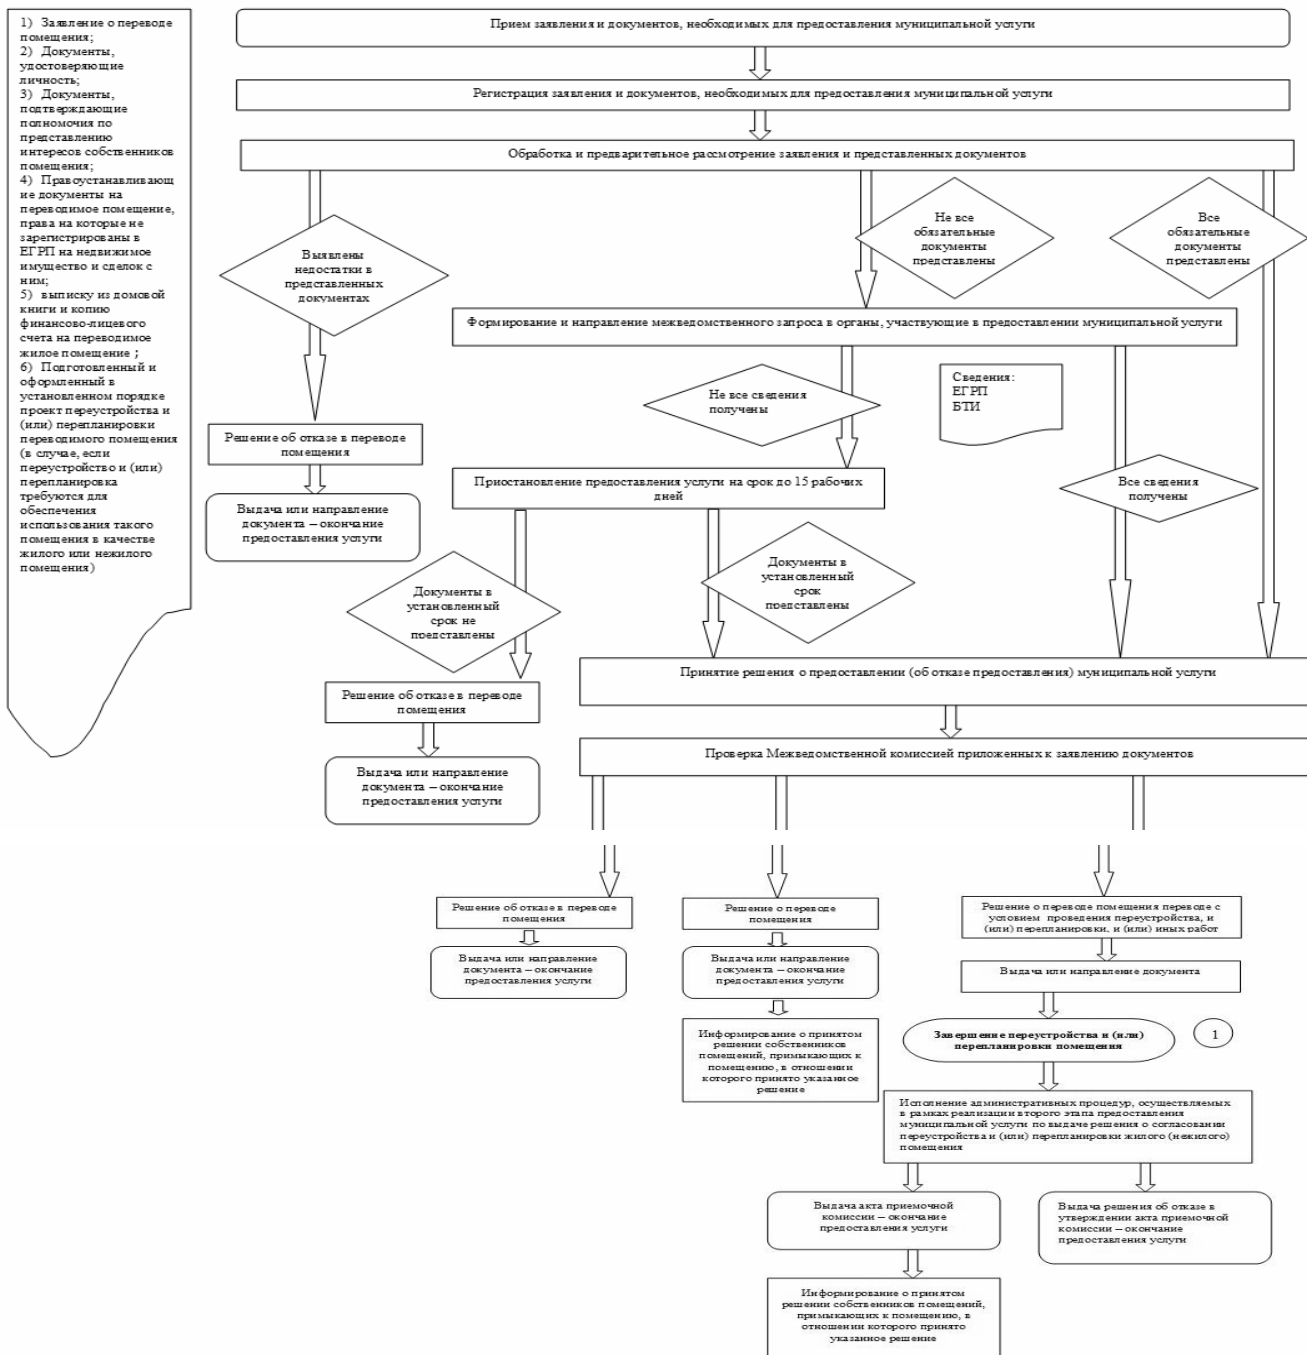 1) Заявление о переводе
помещения;
2) Документы,
удостоверяющие
личность;
3) Документы,
подтверждающие
полномочия по
представлению
интересов собственников
помещения;
4) Правоустанавливающ
ие документы на
переводимое помещение,
права на которые не
зарегистрированы в
ЕГРП на недвижимое
имущество и сделок с
ним;
5) выписку из домовой
книги и копию
финансово-лицевого
счета на переводимое
жилое помещение ;
6) Подготовленный и
оформленный в
установленном порядке
проект переустройства и
(или) перепланировки
переводимого помещения
(в случае, если
переустройство и (или)
перепланировка
требуются для
обеспечения
использования такого
помещения в качестве
жилого или нежилого
помещения)
Прием заявления и документов, необходимых для предоставления муниципальной услуги
Регистрация заявления и документов, необходимых для предоставления муниципальной услуги
Обработка и предварительное рассмотрение заявления и представленных документов
Выявлены
недостатки в
представленных
документах
Не все
обязательные
документы
представлены
Все
обязательные
документы
представлены
Формирование и направление межведомственного запроса в органы, участвующие в предоставлении муниципальной услуги
Не все сведения
получены
Сведения:
ЕГРП
БТИ
Решение об отказе в переводе
помещения
Приостановление предоставления услуги на срок до 15 рабочих
дней
Все сведения
получены
Выдача или направление
документа – окончание
предоставления услуги
Документы в
установленный
срок не
представлены
Документы в
установленный
срок
представлены
Принятие решения о предоставлении (об отказе предоставления) муниципальной услуги
Решение об отказе в переводе
помещения
Проверка Межведомственной комиссией приложенных к заявлению документов
Выдача или направление
документа – окончание
предоставления услуги
Решение об отказе в переводе
помещения
Решение о переводе
помещения
Решение о переводе помещения переводе с
условием проведения переустройства, и
(или) перепланировки, и (или) иных работ
Выдача или направление
документа – окончание
предоставления услуги
Выдача или направление
документа – окончание
предоставления услуги
Выдача или направление документа
Информирование о принятом
решении собственников
помещений, примыкающих к
помещению, в отношении
которого принято указанное
решение
Завершение переустройства и (или)
перепланировки помещения
1
Исполнение административных процедур, осуществляемых
в рамках реализации второго этапа предоставления
муниципальной услуги по выдаче решения о согласовании
переустройства и (или) перепланировки жилого (нежилого)
помещения
Выдача акта приемочной
комиссии – окончание
предоставления услуги
Выдача решения об отказе в
утверждении акта приемочной
комиссии – окончание
предоставления услуги
Информирование о принятом
решении собственников помещений,
примыкающих к помещению, в
отношении которого принято
указанное решение